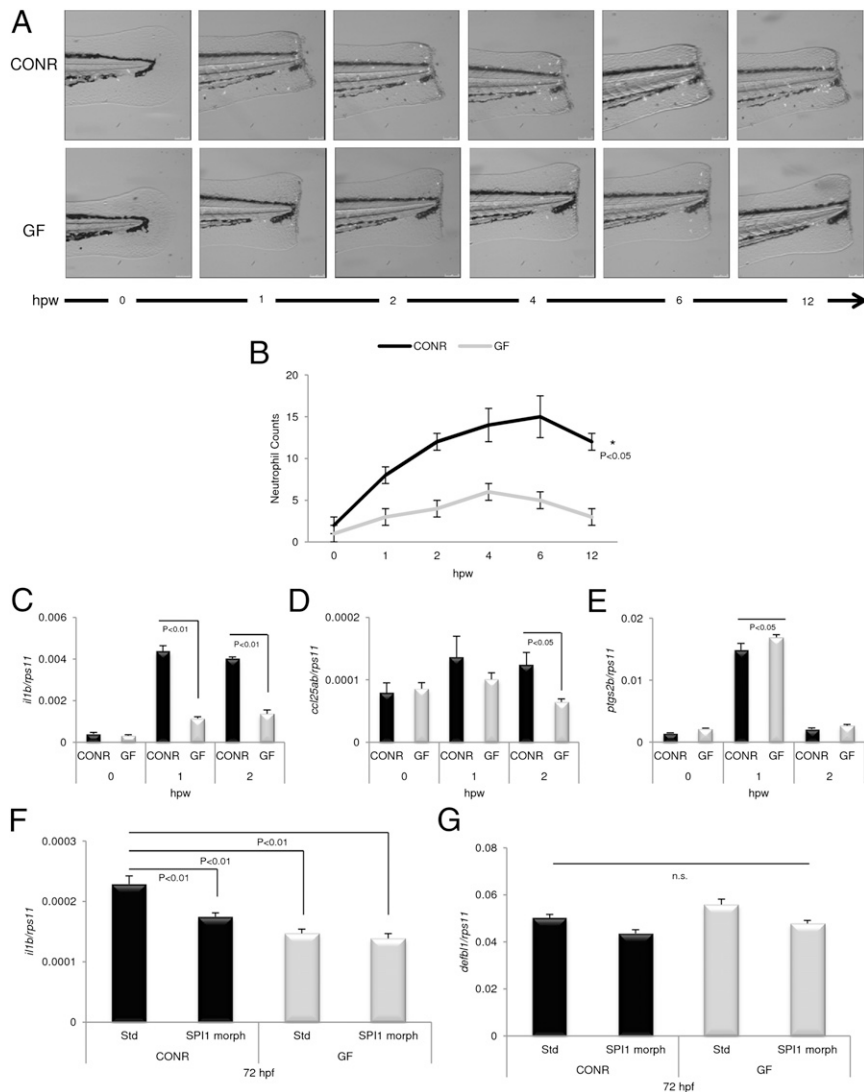 A
CONR
GF
hpw 0 1 2 4 6 12
B
CONR GF
Neutrophil Counts
20
15
10
5
0
0 1 2 4 6 12
hpw
*
P<0.05
C
il1b/rps11
0.006
0.004
0.002
0
P<0.01 P<0.01
CONR GF CONR GF CONR GF
0 1 2
hpw
D
ccl25ab/rps11
0.0002
0.0001
0
P<0.05
CONR GF CONR GF CONR GF
0 1 2
hpw
E
ptgs2b/rps11
0.02
0.01
0
P<0.05
CONR GF CONR GF CONR GF
0 1 2
hpw
F
il1b/rps11
0.0003
0.0002
0.0001
0
P<0.01
P<0.01
P<0.01
Std SPI1 morph Std SPI1 morph
CONR GF
72 hpf
G
defbl1/rps11
0.08
0.06
0.04
0.02
0
n.s.
Std SPI1 morph Std SPI1 morph
CONR GF
72 hpf